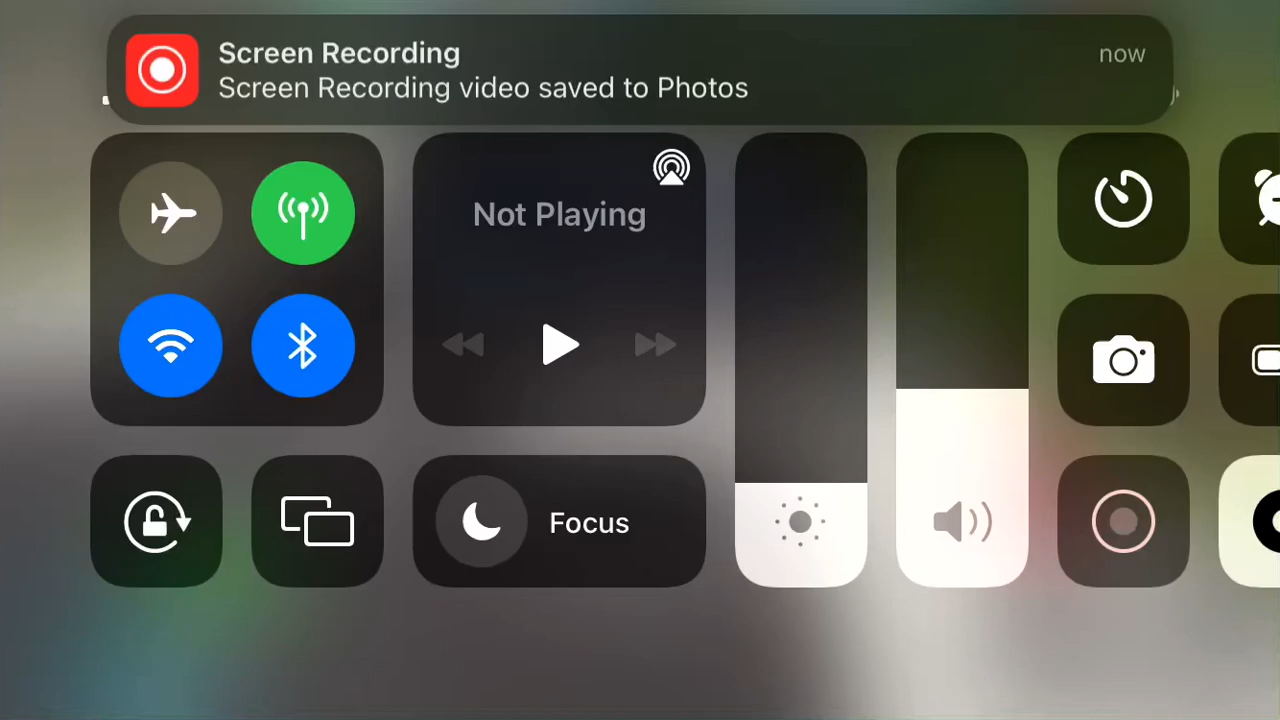 Screen Recording
now
Screen Recording video saved to Photos
Not Playing
Focus